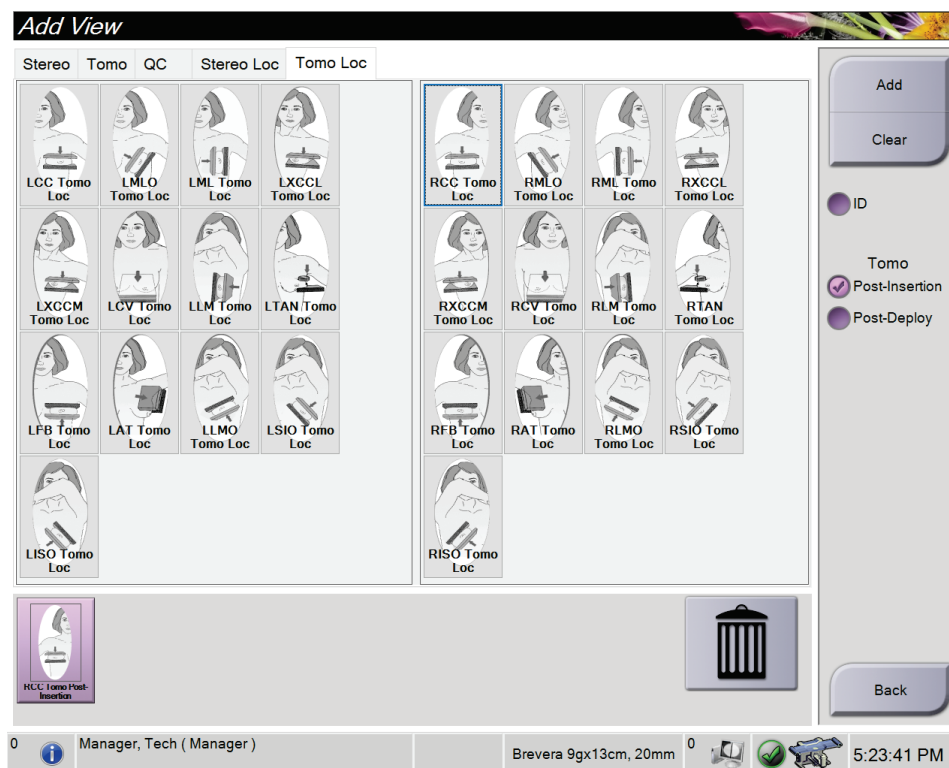 Add View
Stereo Tomo QC Stereo Loc Tomo Loc
LCC Tomo
Loc
LMLO
Tomo Loc
LML Tomo
Loc
LXCCL
Tomo Loc
RCC Tomo
Loc
RMLO
Tomo Loc
RML Tomo
Loc
RXCCL
Tomo Loc
LXCCM
Tomo Loc
LCV Tomo
Loc
LLM Tomo
Loc
LTAN Tomo
Loc
RXCCM
Tomo Loc
RCV Tomo
Loc
RLM Tomo
Loc
RTAN
Tomo Loc
LFB Tomo
Loc
LAT Tomo
Loc
LLMO
Tomo Loc
LSIO Tomo
Loc
RFB Tomo
Loc
RAT Tomo
Loc
RLMO
Tomo Loc
RSIO Tomo
Loc
LISO Tomo
Loc
RISO Tomo
Loc
Add
Clear
ID
Tomo
Post-Insertion
Post-Deploy
RCC Tomo Post-
Insertion
Back
0 Manager, Tech ( Manager ) Brevera 9gx13cm, 20mm 0 5:23:41 PM